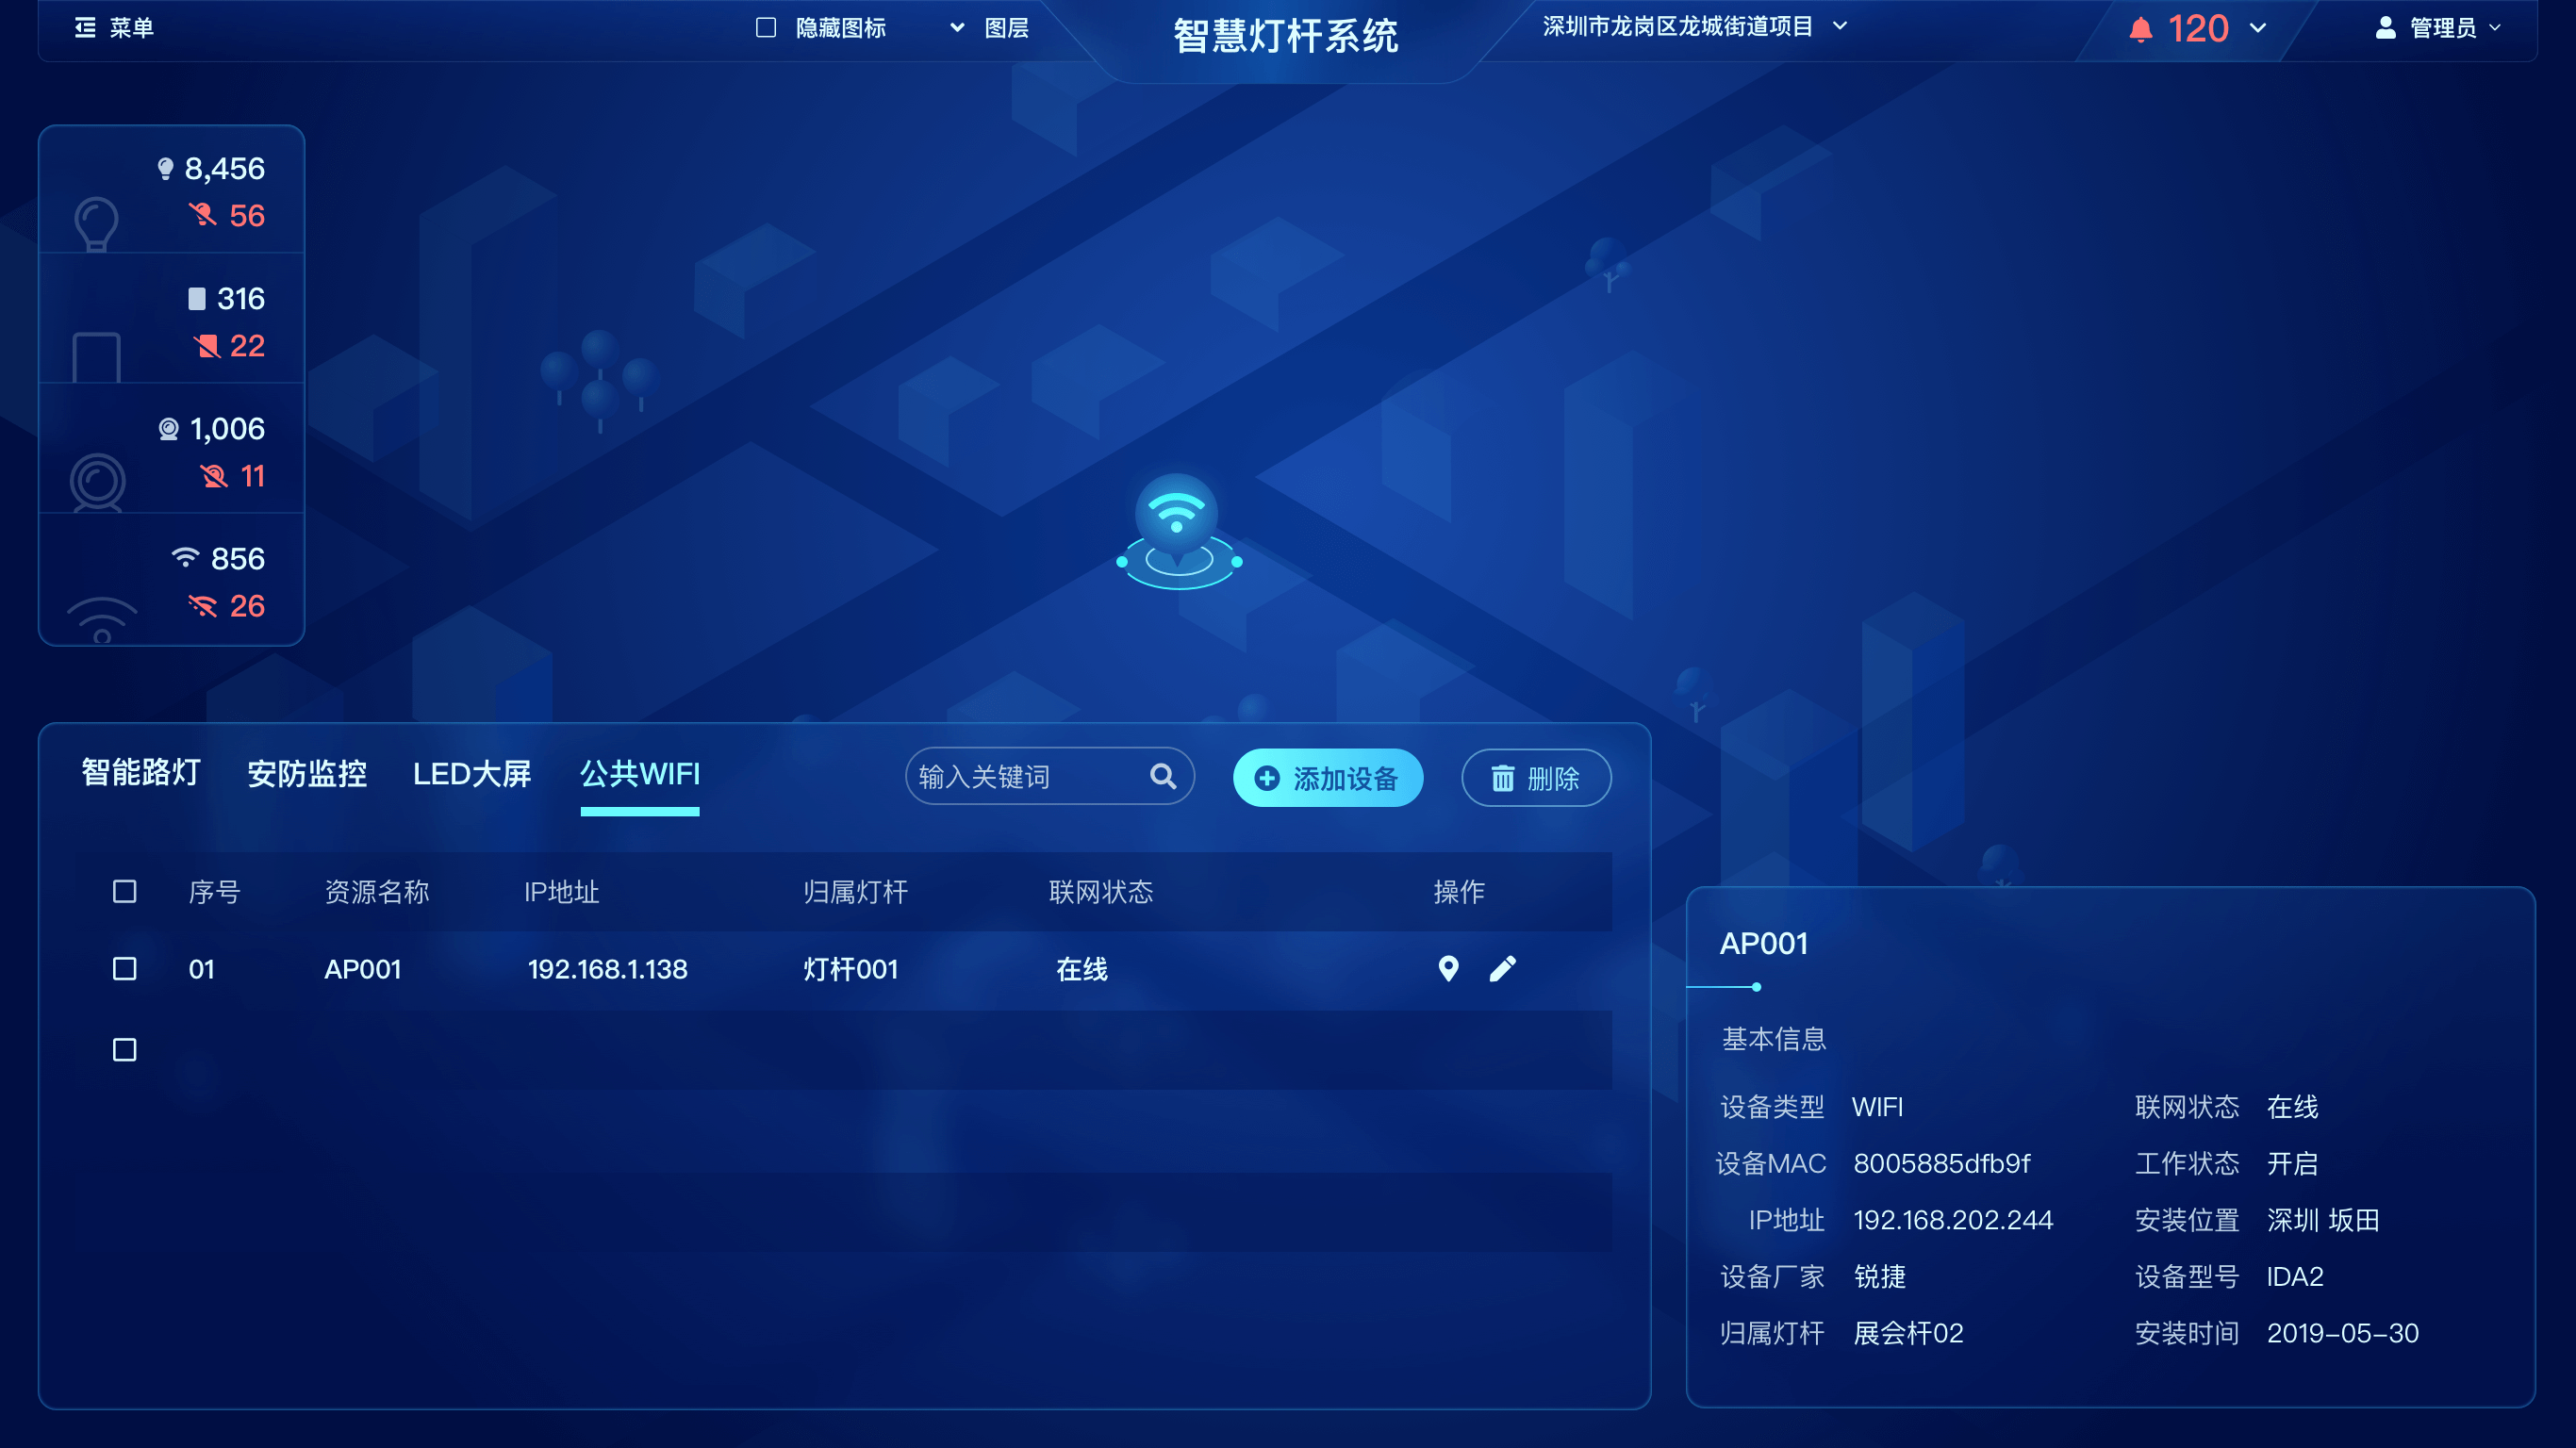 菜单
隐藏图标
图层
智慧灯杆系统
深圳市龙岗区龙城街道项目
120
管理员
8,456
56
316
22
1,006
11
856
26
智能路灯 安防监控 LED大屏 公共WIFI
输入关键词
添加设备
删除
序号 资源名称 IP地址 归属灯杆 联网状态 操作
01 AP001 192.168.1.138 灯杆001 在线
AP001
基本信息
设备类型 WIFI 联网状态 在线
设备MAC 8005885dfb9f 工作状态 开启
IP地址 192.168.202.244 安装位置 深圳 坂田
设备厂家 锐捷 设备型号 IDA2
归属灯杆 展会杆02 安装时间 2019-05-30